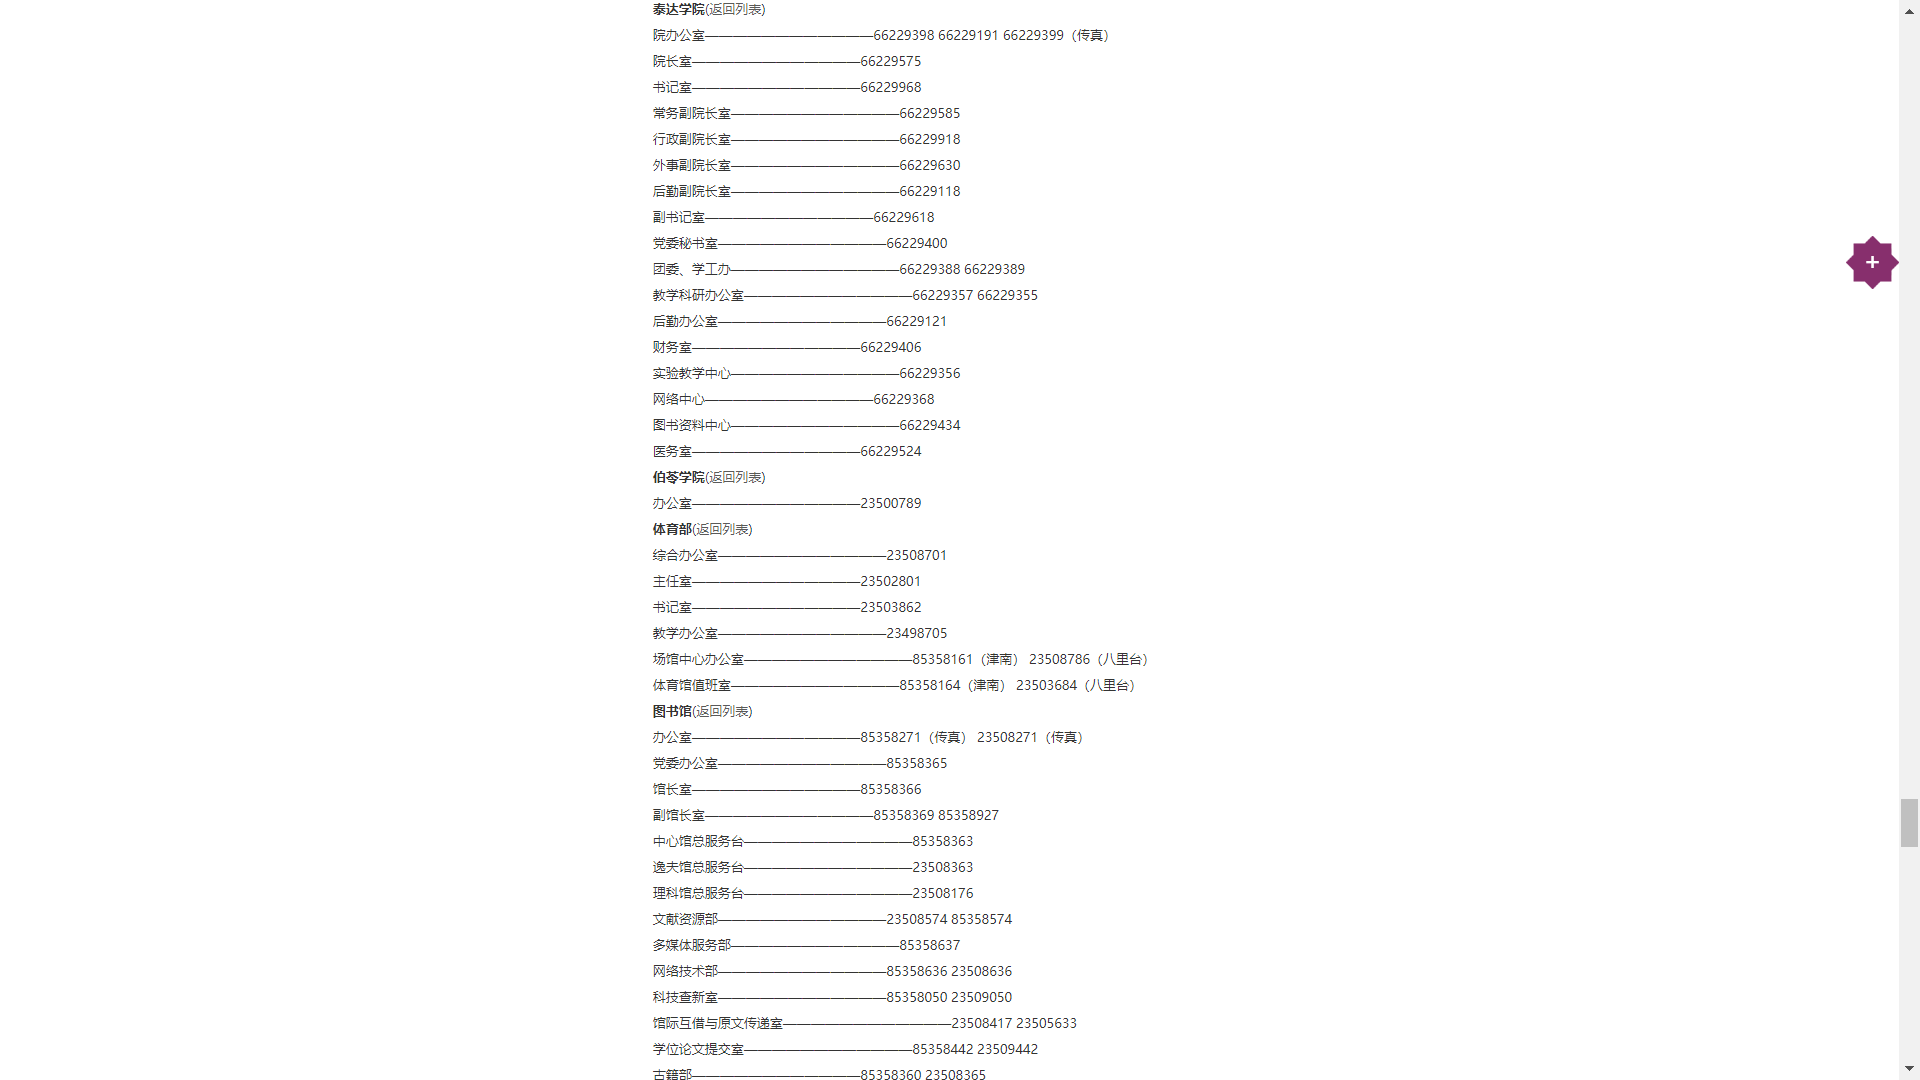 泰达学院(返回列表)
院办公室————————————66229398 66229191 66229399（传真）
院长室————————————66229575
书记室————————————66229968
常务副院长室————————————66229585
行政副院长室————————————66229918
外事副院长室————————————66229630
后勤副院长室————————————66229118
副书记室————————————66229618
党委秘书室————————————66229400
团委、学工办————————————66229388 66229389
教学科研办公室————————————66229357 66229355
后勤办公室————————————66229121
财务室————————————66229406
实验教学中心————————————66229356
网络中心————————————66229368
图书资料中心————————————66229434
医务室————————————66229524
伯苓学院(返回列表)
办公室————————————23500789
体育部(返回列表)
综合办公室————————————23508701
主任室————————————23502801
书记室————————————23503862
教学办公室————————————23498705
场馆中心办公室————————————85358161（津南） 23508786（八里台）
体育馆值班室————————————85358164（津南） 23503684（八里台）
图书馆(返回列表)
办公室————————————85358271（传真） 23508271（传真）
党委办公室————————————85358365
馆长室————————————85358366
副馆长室————————————85358369 85358927
中心馆总服务台————————————85358363
逸夫馆总服务台————————————23508363
理科馆总服务台————————————23508176
文献资源部————————————23508574 85358574
多媒体服务部————————————85358637
网络技术部————————————85358636 23508636
科技查新室————————————85358050 23509050
馆际互借与原文传递室————————————23508417 23505633
学位论文提交室————————————85358442 23509442
古籍部————————————85358360 23508365